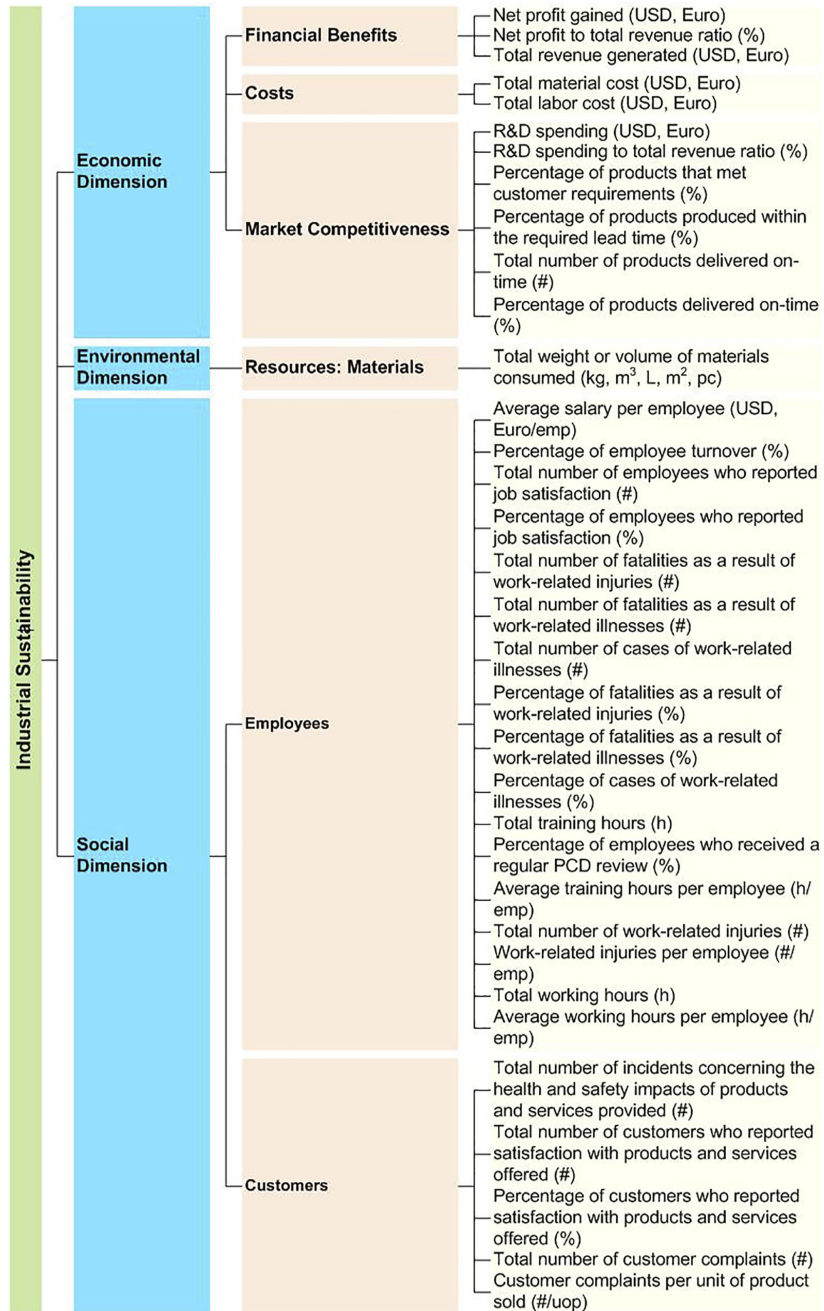 Industrial Sustainability
Economic
Dimension
Financial Benefits
Net profit gained (USD, Euro)
Net profit to total revenue ratio (%)
Total revenue generated (USD, Euro)
Costs
Total material cost (USD, Euro)
Total labor cost (USD, Euro)
Market Competitiveness
R&D spending (USD, Euro)
R&D spending to total revenue ratio (%)
Percentage of products that met
customer requirements (%)
Percentage of products produced within
the required lead time (%)
Total number of products delivered on-
time (#)
Percentage of products delivered on-time
(%)
Environmental
Dimension
Resources: Materials
Total weight or volume of materials
consumed (kg, m³, L, m², pc)
Social
Dimension
Employees
Average salary per employee (USD,
Euro/emp)
Percentage of employee turnover (%)
Total number of employees who reported
job satisfaction (#)
Percentage of employees who reported
job satisfaction (%)
Total number of fatalities as a result of
work-related injuries (#)
Total number of fatalities as a result of
work-related illnesses (#)
Total number of cases of work-related
illnesses (#)
Percentage of fatalities as a result of
work-related injuries (%)
Percentage of fatalities as a result of
work-related illnesses (%)
Percentage of cases of work-related
illnesses (%)
Total training hours (h)
Percentage of employees who received a
regular PCD review (%)
Average training hours per employee (h/
emp)
Total number of work-related injuries (#)
Work-related injuries per employee (#/
emp)
Total working hours (h)
Average working hours per employee (h/
emp)
Customers
Total number of incidents concerning the
health and safety impacts of products
and services provided (#)
Total number of customers who reported
satisfaction with products and services
offered (#)
Percentage of customers who reported
satisfaction with products and services
offered (%)
Total number of customer complaints (#)
Customer complaints per unit of product
sold (#/uop)